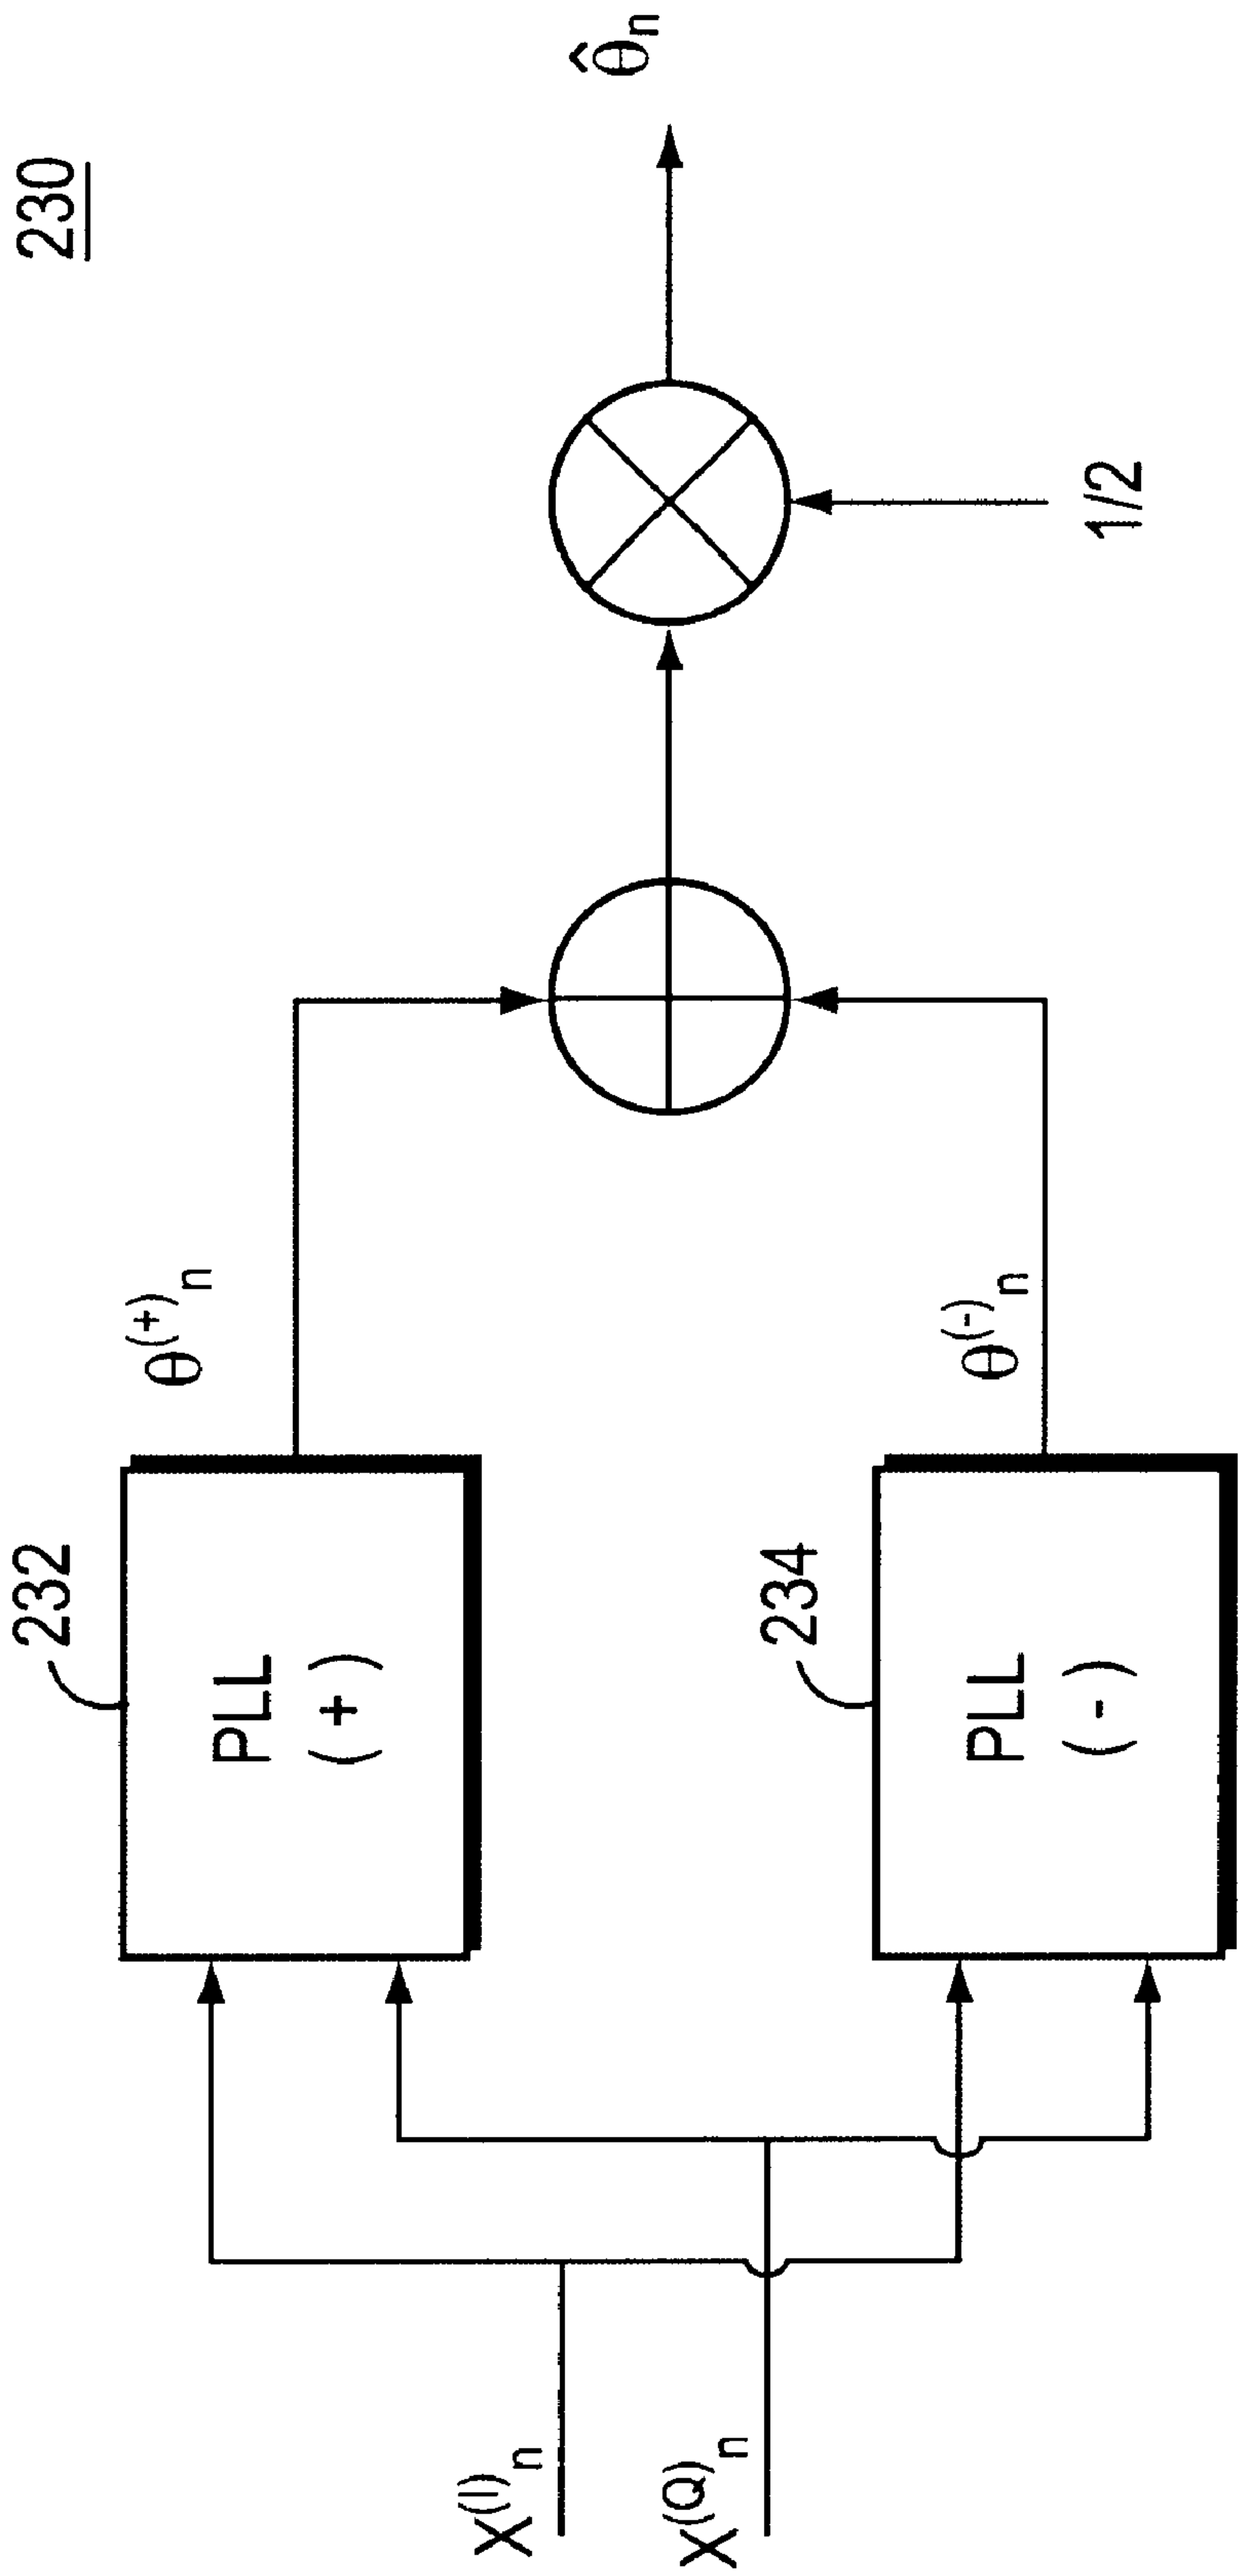 230
232
PLL
(+)
θ^(+)_n
X^(I)_n
X^(Q)_n
1/2
θ̂_n
234
PLL
(-)
θ^(-)_n